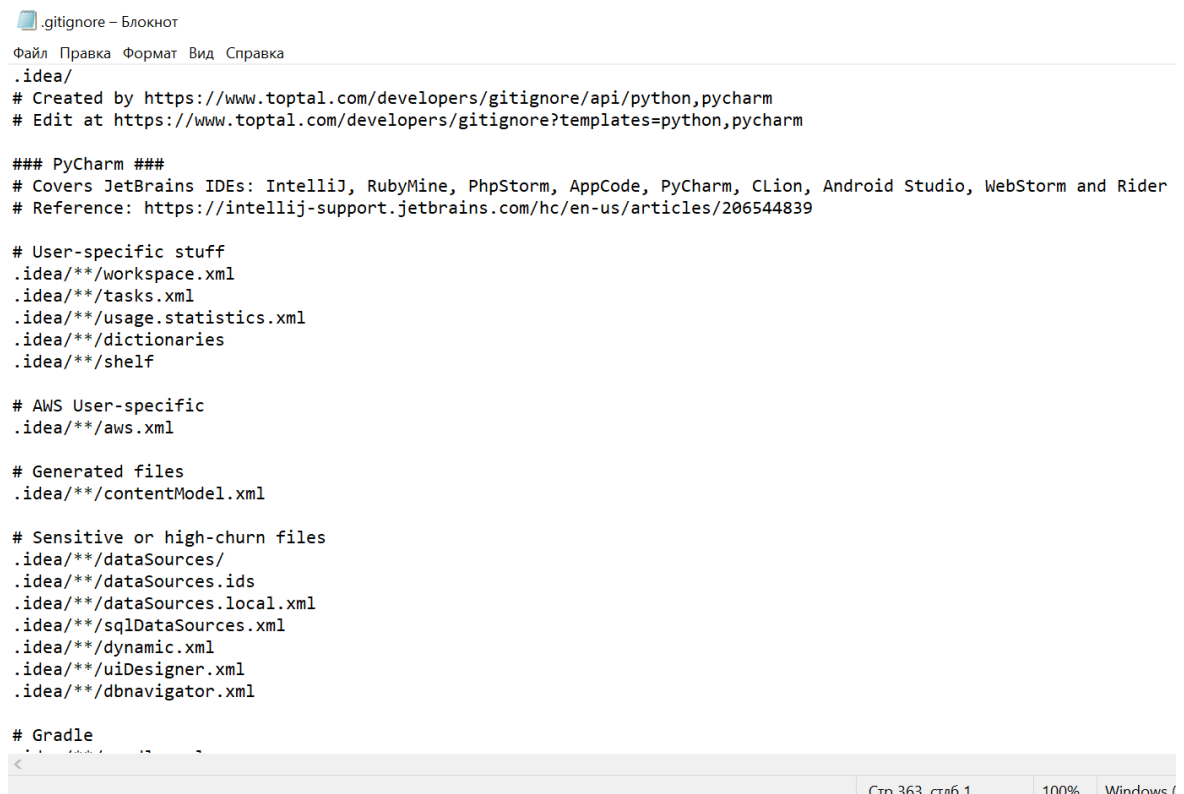 .gitignore – Блокнот
Файл Правка Формат Вид Справка
.idea/
# Created by https://www.toptal.com/developers/gitignore/api/python,pycharm
# Edit at https://www.toptal.com/developers/gitignore?templates=python,pycharm
### PyCharm ###
# Covers JetBrains IDEs: IntelliJ, RubyMine, PhpStorm, AppCode, PyCharm, CLion, Android Studio, WebStorm and Rider
# Reference: https://intellij-support.jetbrains.com/hc/en-us/articles/206544839
# User-specific stuff
.idea/**/workspace.xml
.idea/**/tasks.xml
.idea/**/usage.statistics.xml
.idea/**/dictionaries
.idea/**/shelf
# AWS User-specific
.idea/**/aws.xml
# Generated files
.idea/**/contentModel.xml
# Sensitive or high-churn files
.idea/**/dataSources/
.idea/**/dataSources.ids
.idea/**/dataSources.local.xml
.idea/**/sqlDataSources.xml
.idea/**/dynamic.xml
.idea/**/uiDesigner.xml
.idea/**/dbnavigator.xml
# Gradle
Стр 363, стлб 1 100% Windows (